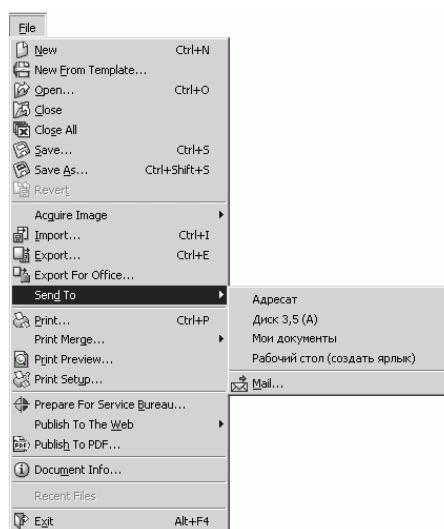 File
New Ctrl+N
New From Template...
Open... Ctrl+O
Close
Close All
Save... Ctrl+S
Save As... Ctrl+Shift+S
Revert
Acquire Image
Import... Ctrl+I
Export... Ctrl+E
Export For Office...
Send To
Адресат
Диск 3,5 (A)
Мои документы
Рабочий стол (создать ярлык)
Mail...
Print... Ctrl+P
Print Merge...
Print Preview...
Print Setup...
Prepare For Service Bureau...
Publish To The Web
Publish To PDF...
Document Info...
Recent Files
Exit Alt+F4